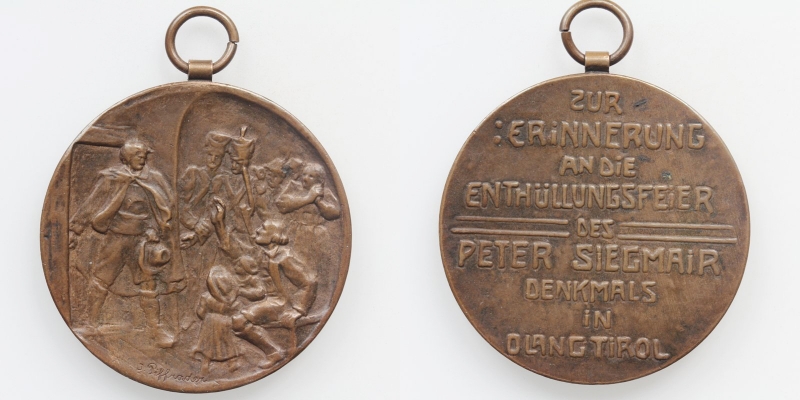 ZUR
:ERiNNERUNG
AN DiE
ENTHÜLLUNGSFEiER
DES
PETER SiEGMAiR
DENKMALS
iN
OLANG TiROL